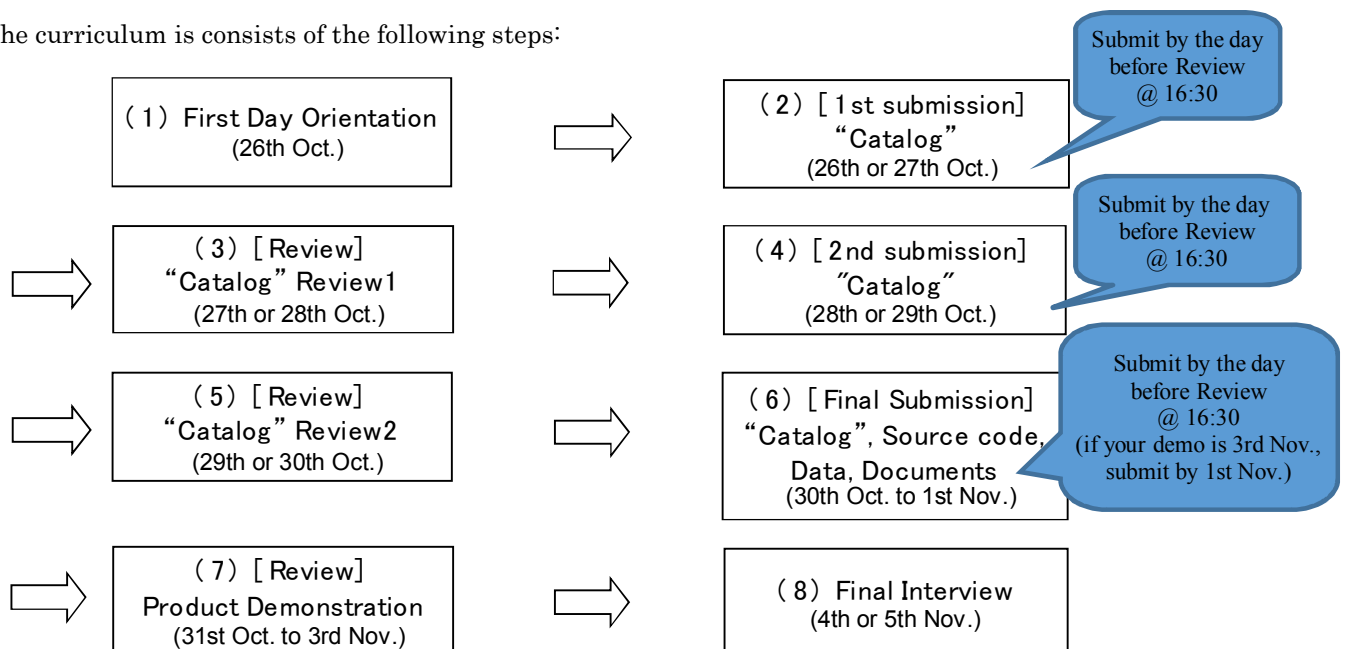 he curriculum is consists of the following steps:
Submit by the day
before Review
@ 16:30
(1) First Day Orientation
(26th Oct.)
(2) [1st submission]
“Catalog”
(26th or 27th Oct.)
Submit by the day
before Review
@ 16:30
(3) [Review]
“Catalog” Review1
(27th or 28th Oct.)
(4) [2nd submission]
"Catalog"
(28th or 29th Oct.)
Submit by the day
before Review
@ 16:30
(if your demo is 3rd Nov.,
submit by 1st Nov.)
(5) [Review]
“Catalog” Review2
(29th or 30th Oct.)
(6) [Final Submission]
“Catalog”, Source code,
Data, Documents
(30th Oct. to 1st Nov.)
(7) [Review]
Product Demonstration
(31st Oct. to 3rd Nov.)
(8) Final Interview
(4th or 5th Nov.)